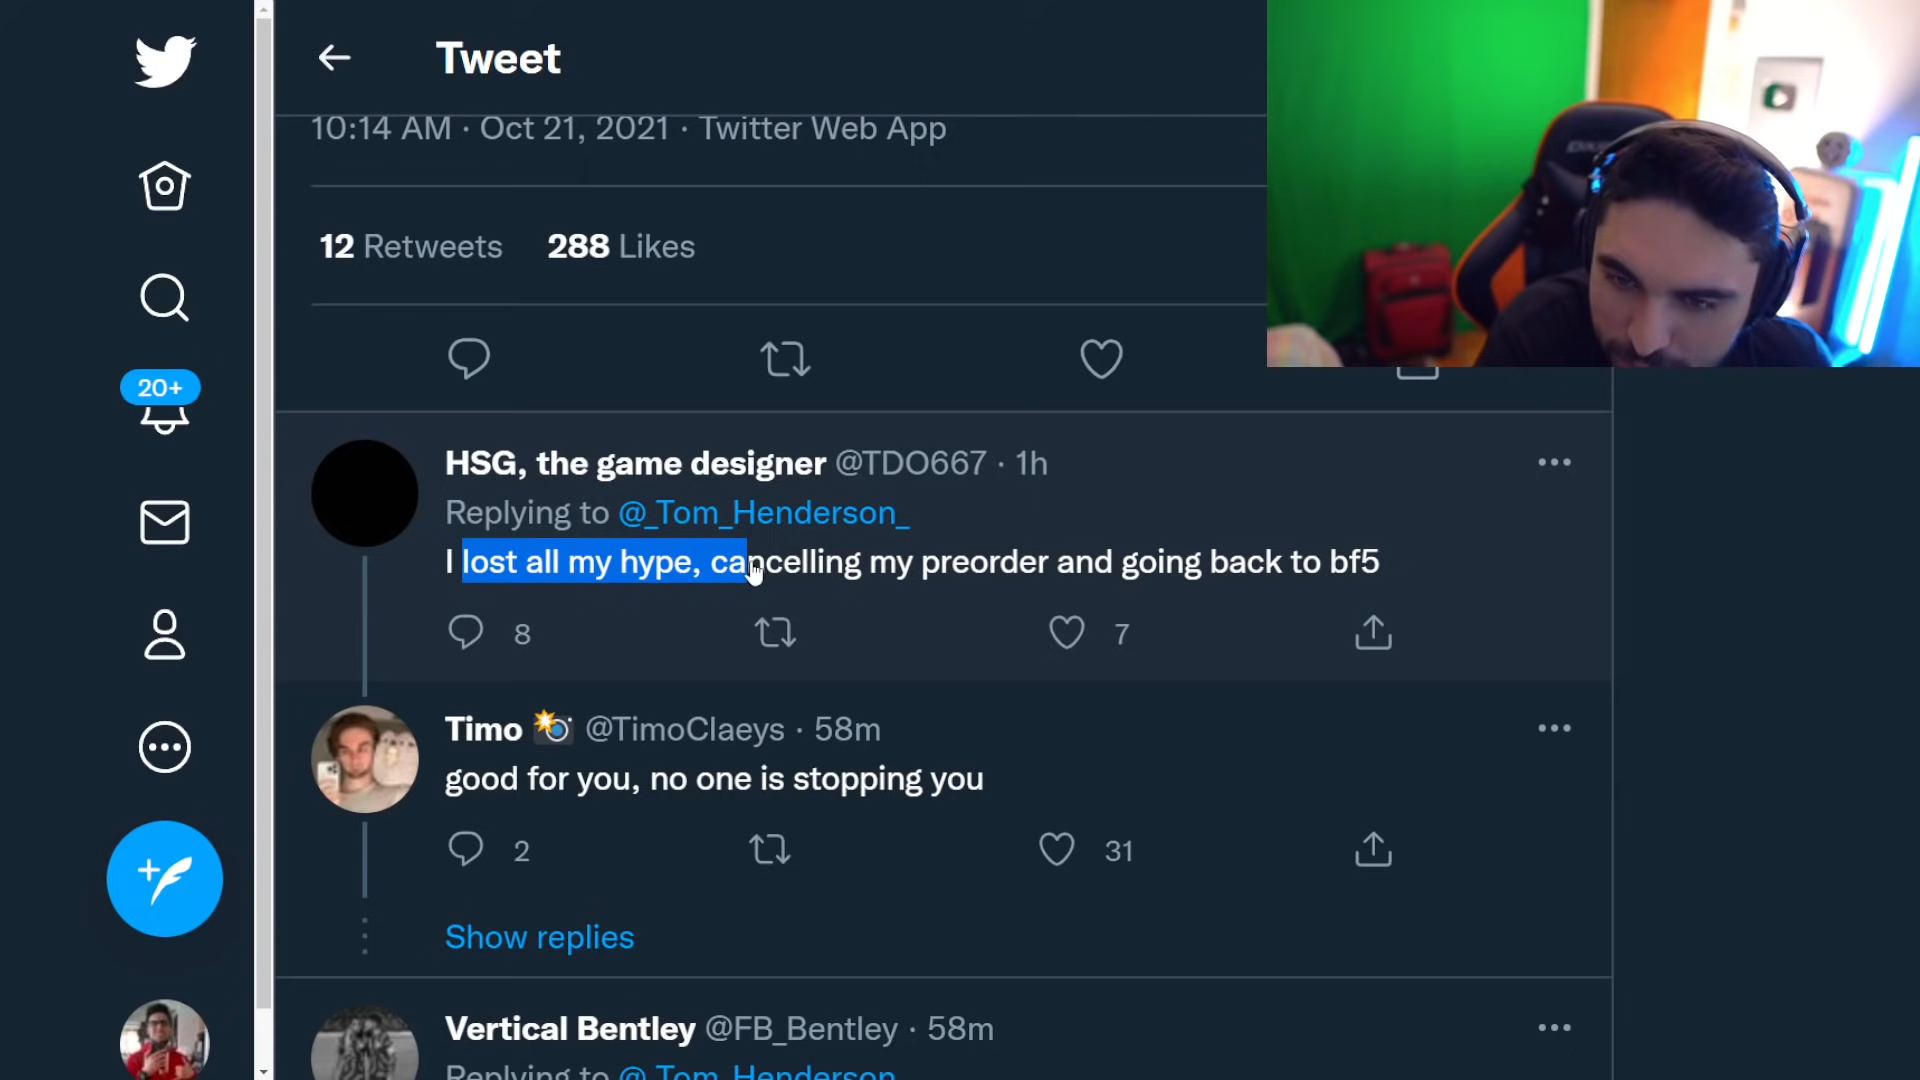 Tweet
10:14 AM · Oct 21, 2021 · Twitter Web App
12 Retweets 288 Likes
20+
HSG, the game designer @TDO667 · 1h
Replying to @_Tom_Henderson_
I lost all my hype, cancelling my preorder and going back to bf5
8 7
Timo @TimoClaeys · 58m
good for you, no one is stopping you
2 31
Show replies
Vertical Bentley @FB_Bentley · 58m
Replying to @_Tom_Henderson_